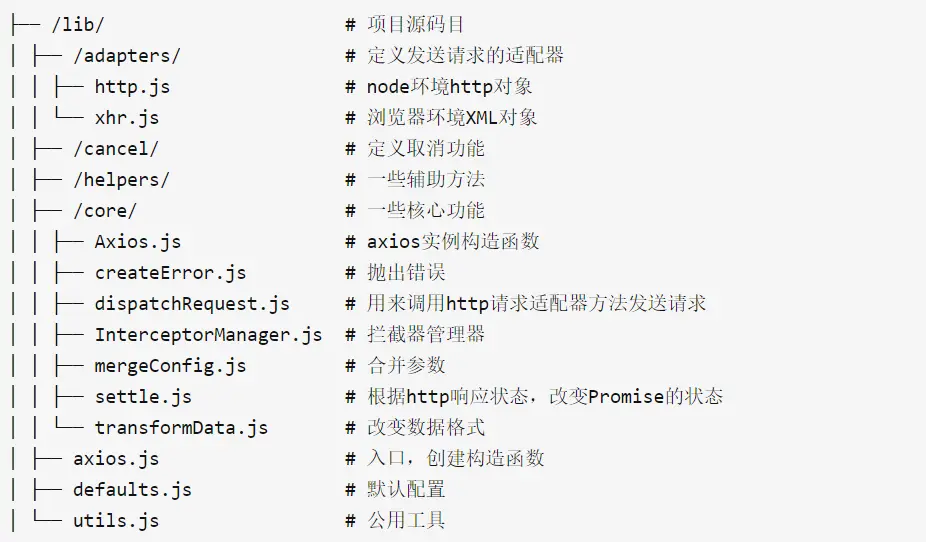 ├── /lib/                          # 项目源码目
│ ├── /adapters/                   # 定义发送请求的适配器
│ │ ├── http.js                    # node环境http对象
│ │ └── xhr.js                     # 浏览器环境XML对象
│ ├── /cancel/                     # 定义取消功能
│ ├── /helpers/                    # 一些辅助方法
│ ├── /core/                       # 一些核心功能
│ │ ├── Axios.js                   # axios实例构造函数
│ │ ├── createError.js             # 抛出错误
│ │ ├── dispatchRequest.js         # 用来调用http请求适配器方法发送请求
│ │ ├── InterceptorManager.js      # 拦截器管理器
│ │ ├── mergeConfig.js             # 合并参数
│ │ ├── settle.js                  # 根据http响应状态，改变Promise的状态
│ │ └── transformData.js           # 改变数据格式
│ ├── axios.js                     # 入口，创建构造函数
│ ├── defaults.js                  # 默认配置
│ └── utils.js                     # 公用工具